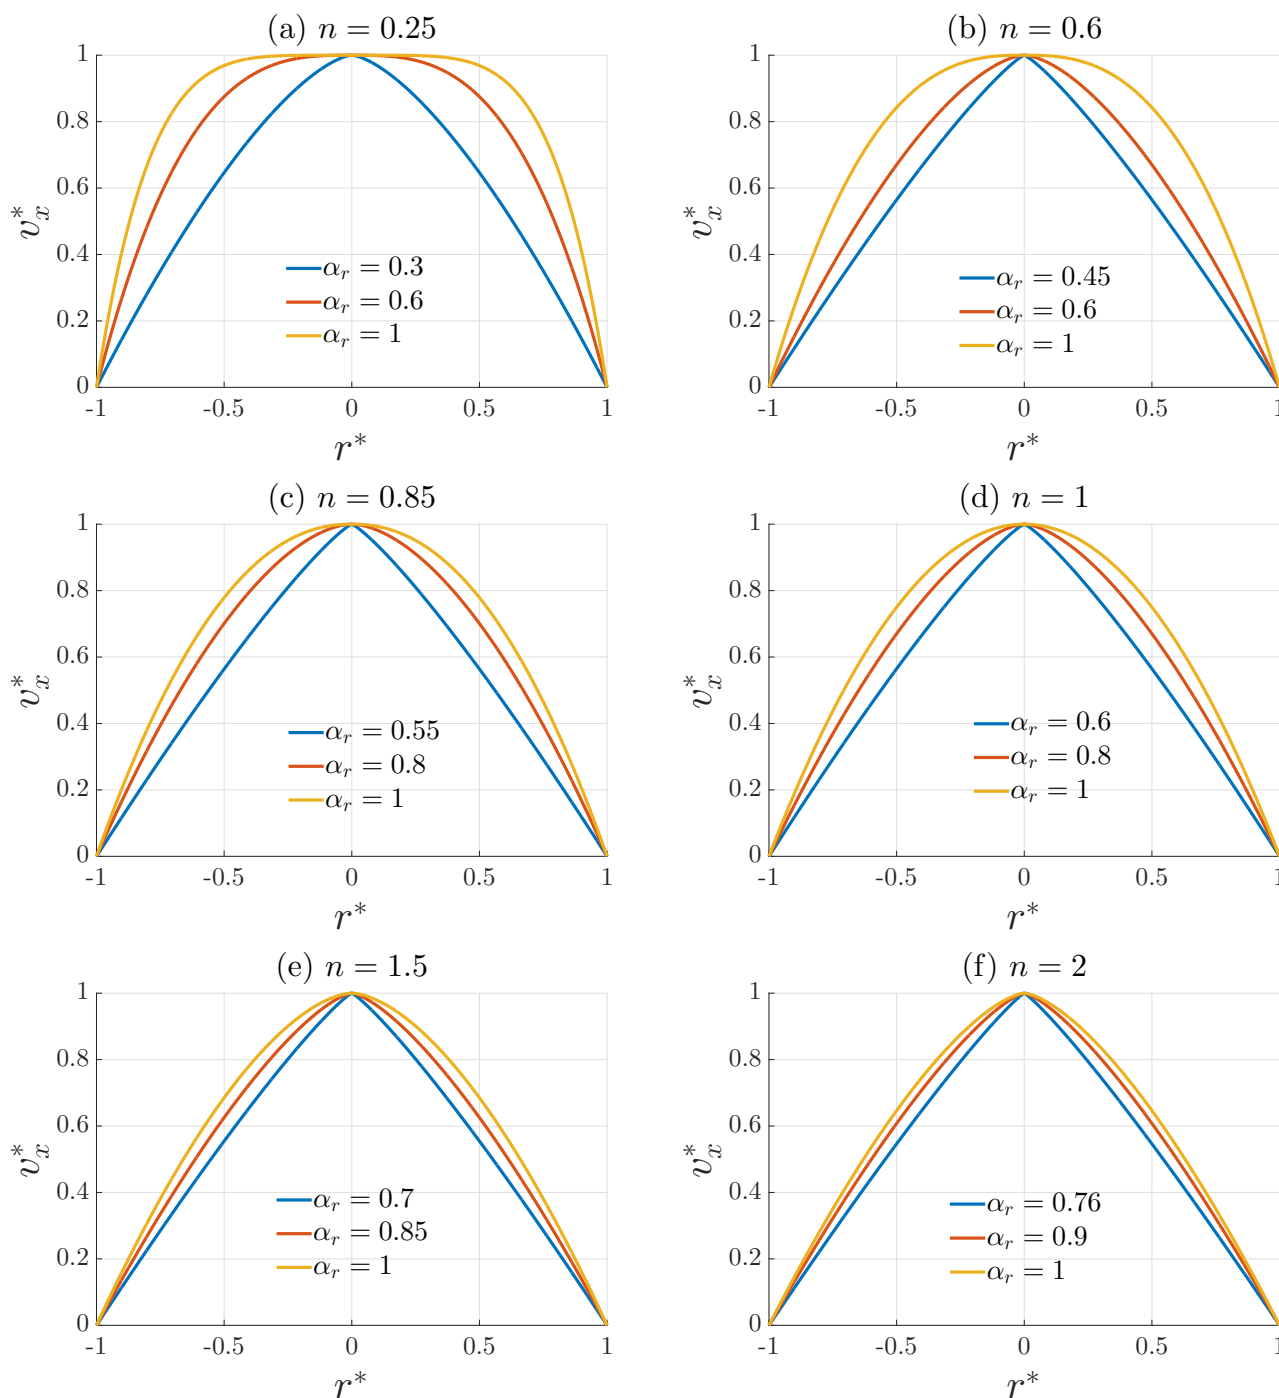 (a) n = 0.25
1
0.8
0.6
0.4
0.2
0
v*x
αr = 0.3
αr = 0.6
αr = 1
-1 -0.5 0 0.5 1
r*
(b) n = 0.6
1
0.8
0.6
0.4
0.2
0
v*x
αr = 0.45
αr = 0.6
αr = 1
-1 -0.5 0 0.5 1
r*
(c) n = 0.85
1
0.8
0.6
0.4
0.2
0
v*x
αr = 0.55
αr = 0.8
αr = 1
-1 -0.5 0 0.5 1
r*
(d) n = 1
1
0.8
0.6
0.4
0.2
0
v*x
αr = 0.6
αr = 0.8
αr = 1
-1 -0.5 0 0.5 1
r*
(e) n = 1.5
1
0.8
0.6
0.4
0.2
0
v*x
αr = 0.7
αr = 0.85
αr = 1
-1 -0.5 0 0.5 1
r*
(f) n = 2
1
0.8
0.6
0.4
0.2
0
v*x
αr = 0.76
αr = 0.9
αr = 1
-1 -0.5 0 0.5 1
r*